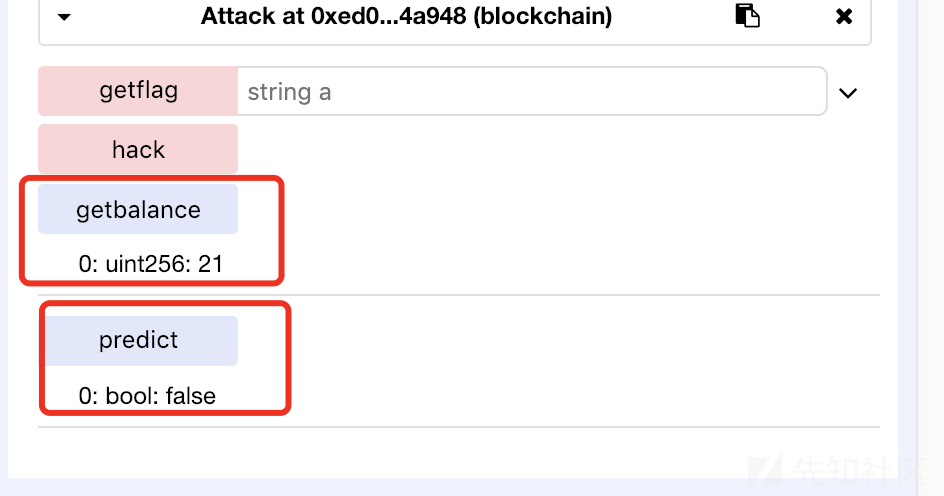 Attack at 0xed0...4a948 (blockchain)
getflag string a
hack
getbalance
0: uint256: 21
predict
0: bool: false
先知社区